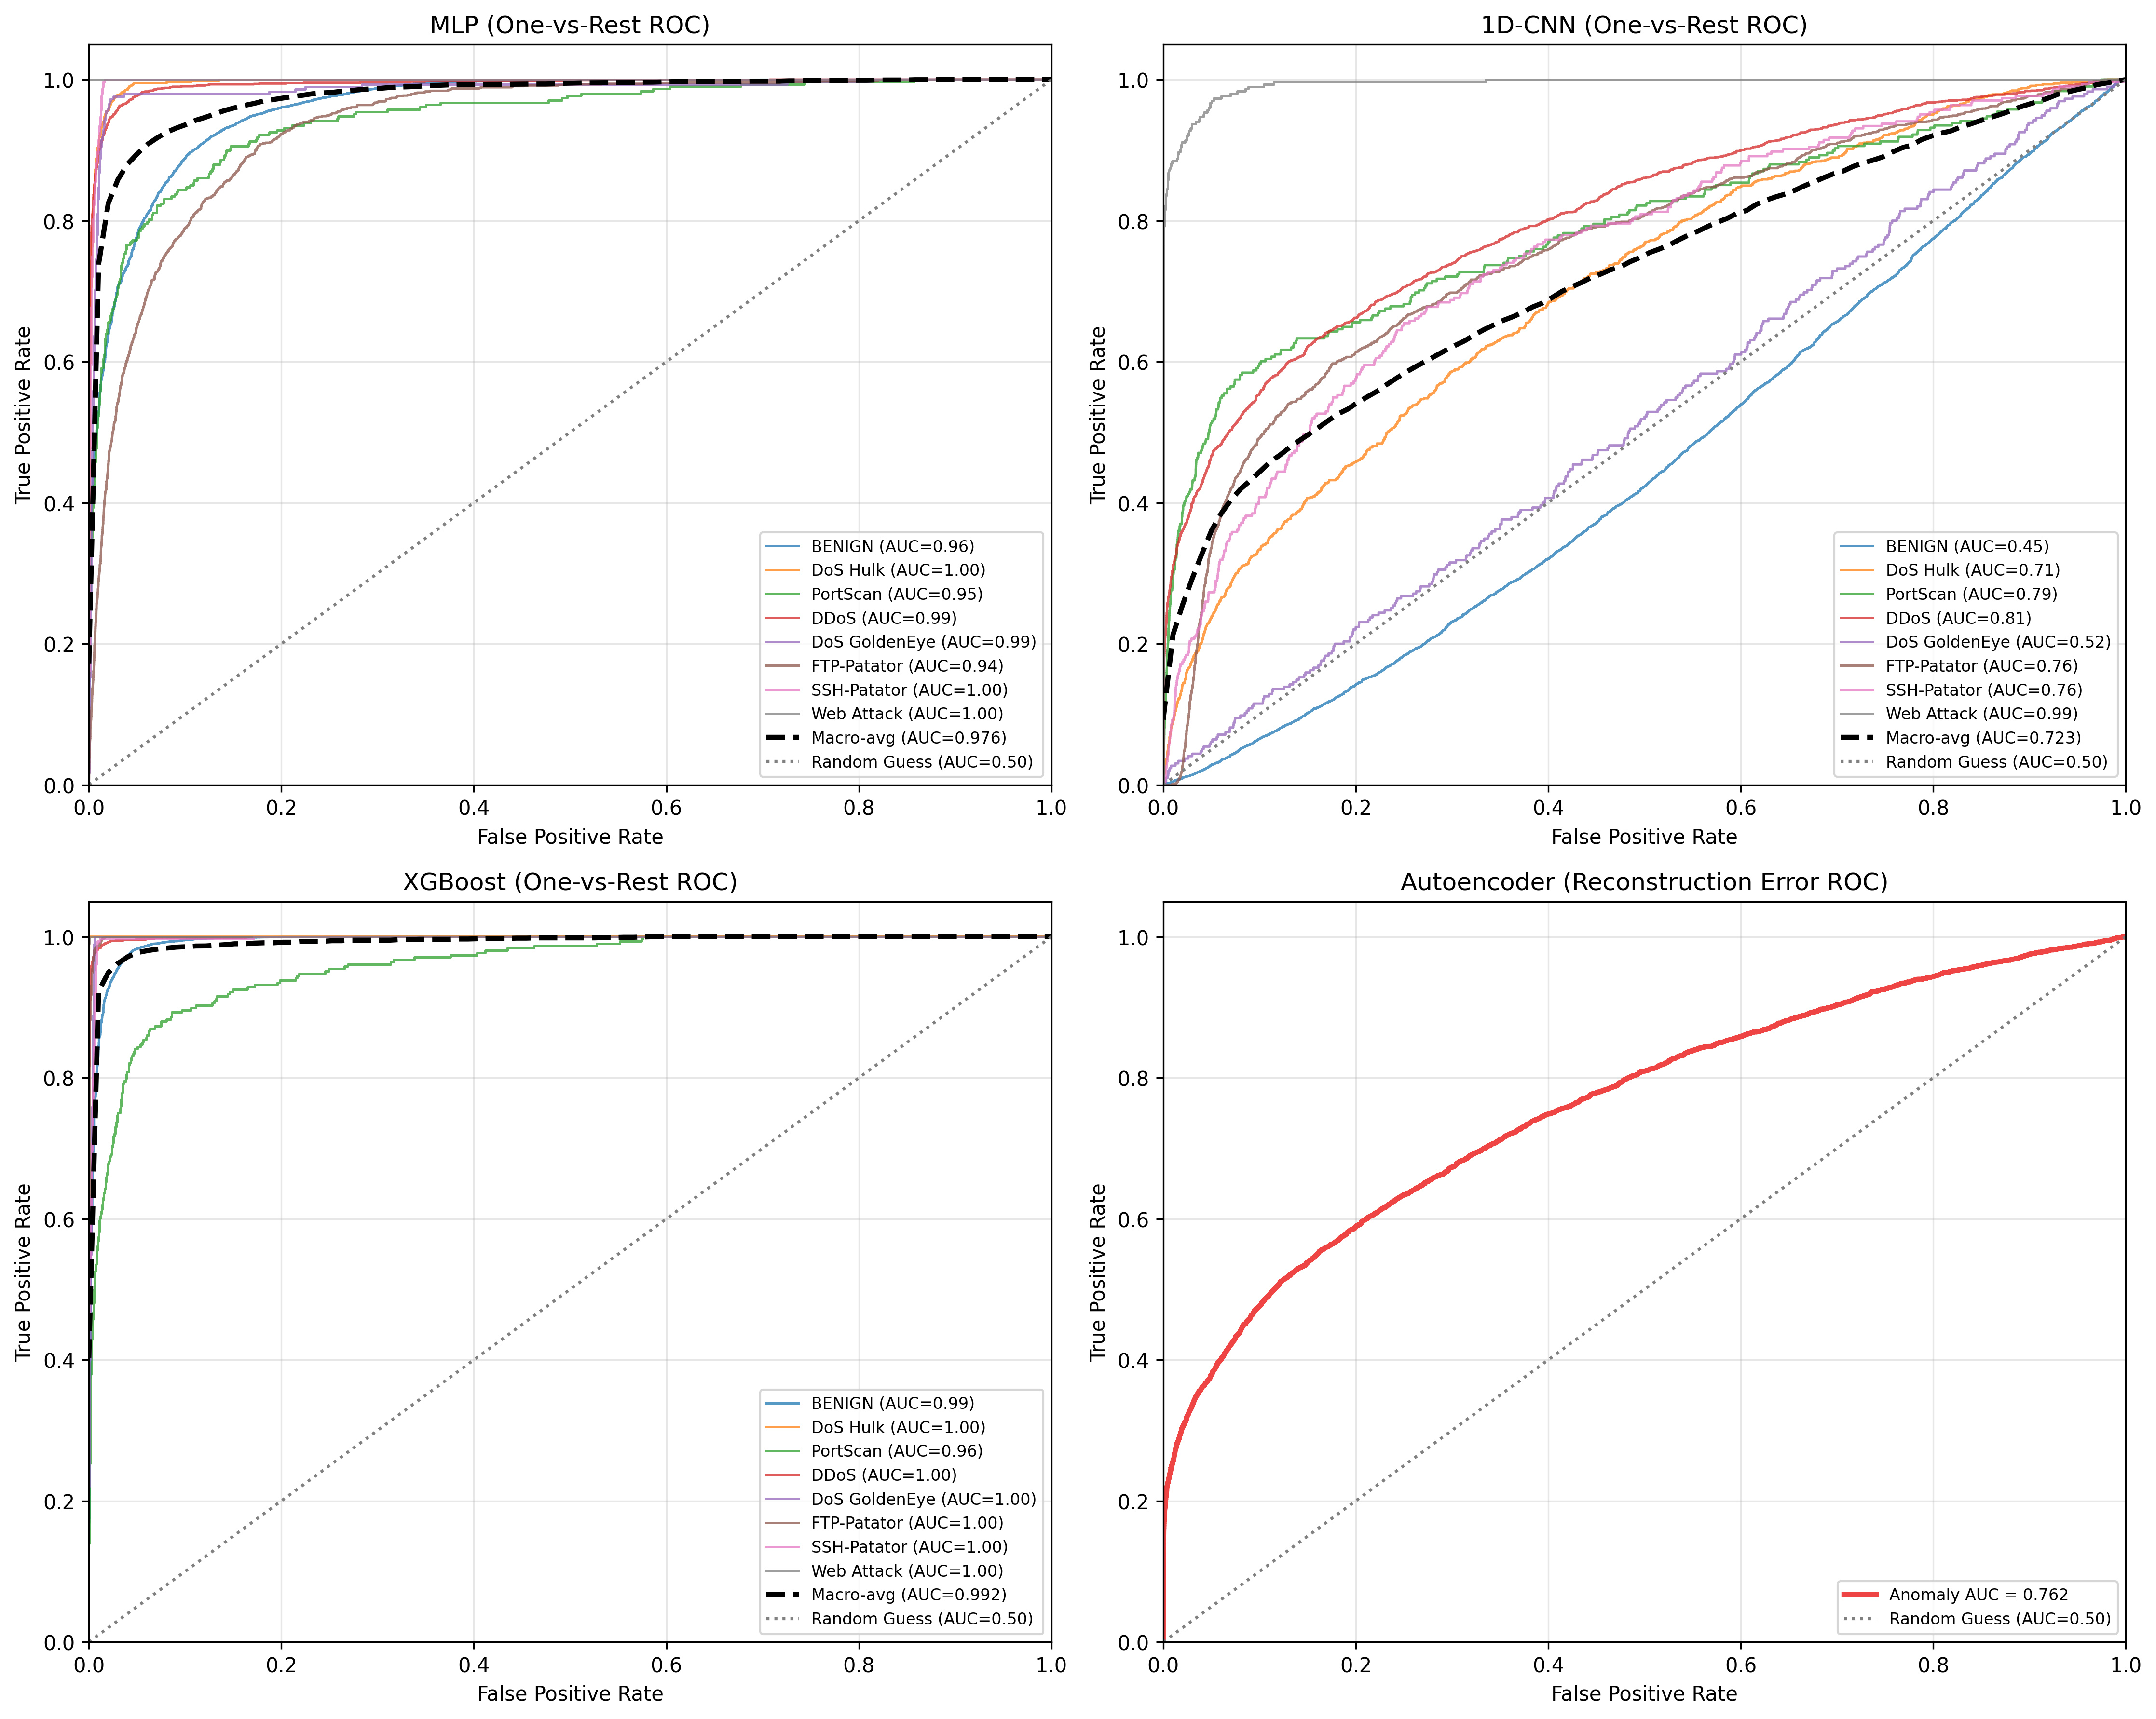 MLP (One-vs-Rest ROC)
True Positive Rate
1.0
0.8
0.6
0.4
0.2
0.0
BENIGN (AUC=0.96)
DoS Hulk (AUC=1.00)
PortScan (AUC=0.95)
DDoS (AUC=0.99)
DoS GoldenEye (AUC=0.99)
FTP-Patator (AUC=0.94)
SSH-Patator (AUC=1.00)
Web Attack (AUC=1.00)
Macro-avg (AUC=0.976)
Random Guess (AUC=0.50)
0.0 0.2 0.4 0.6 0.8 1.0
False Positive Rate
1D-CNN (One-vs-Rest ROC)
True Positive Rate
1.0
0.8
0.6
0.4
0.2
0.0
BENIGN (AUC=0.45)
DoS Hulk (AUC=0.71)
PortScan (AUC=0.79)
DDoS (AUC=0.81)
DoS GoldenEye (AUC=0.52)
FTP-Patator (AUC=0.76)
SSH-Patator (AUC=0.76)
Web Attack (AUC=0.99)
Macro-avg (AUC=0.723)
Random Guess (AUC=0.50)
0.0 0.2 0.4 0.6 0.8 1.0
False Positive Rate
XGBoost (One-vs-Rest ROC)
True Positive Rate
1.0
0.8
0.6
0.4
0.2
0.0
BENIGN (AUC=0.99)
DoS Hulk (AUC=1.00)
PortScan (AUC=0.96)
DDoS (AUC=1.00)
DoS GoldenEye (AUC=1.00)
FTP-Patator (AUC=1.00)
SSH-Patator (AUC=1.00)
Web Attack (AUC=1.00)
Macro-avg (AUC=0.992)
Random Guess (AUC=0.50)
0.0 0.2 0.4 0.6 0.8 1.0
False Positive Rate
Autoencoder (Reconstruction Error ROC)
True Positive Rate
1.0
0.8
0.6
0.4
0.2
0.0
Anomaly AUC = 0.762
Random Guess (AUC=0.50)
0.0 0.2 0.4 0.6 0.8 1.0
False Positive Rate